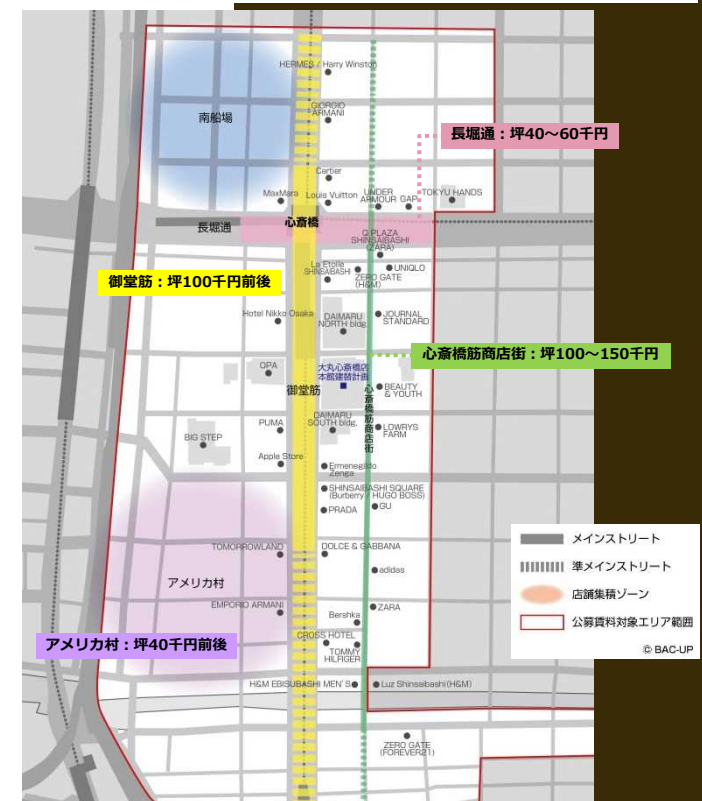 HERMES / Harry Winston
南船場
GIORGIO
ARMANI
長堀通：坪40～60千円
Cartier
MaxMara
Louis Vuitton
UNDER
ARMOUR
GAP
TOKYU HANDS
長堀通
心斎橋
Q PLAZA
SHINSAIBASHI
(ZARA)
La Etoile
SHINSAIBASHI
UNIQLO
ZERO GATE
(H&M)
御堂筋：坪100千円前後
Hotel Nikko Osaka
DAIMARU
NORTH bldg.
JOURNAL
STANDARD
心斎橋筋商店街：坪100～150千円
OPA
大丸心斎橋店
本館建替計画
御堂筋
心斎橋筋商店街
BEAUTY
& YOUTH
PUMA
DAIMARU
SOUTH bldg.
LOWRYS
FARM
BIG STEP
Apple Store
Ermenegildo
Zenga
SHINSAIBASHI SQUARE
(Burberry / HUGO BOSS)
PRADA
GU
TOMORROWLAND
DOLCE & GABBANA
adidas
アメリカ村
EMPORIO ARMANI
ZARA
Bershka
アメリカ村：坪40千円前後
CROSS HOTEL
TOMMY
HILFIGER
H&M EBISUBASHI MEN'S
Luz Shinsaibashi(H&M)
ZERO GATE
(FOREVER21)
メインストリート
準メインストリート
店舗集積ゾーン
公募賃料対象エリア範囲
© BAC-UP